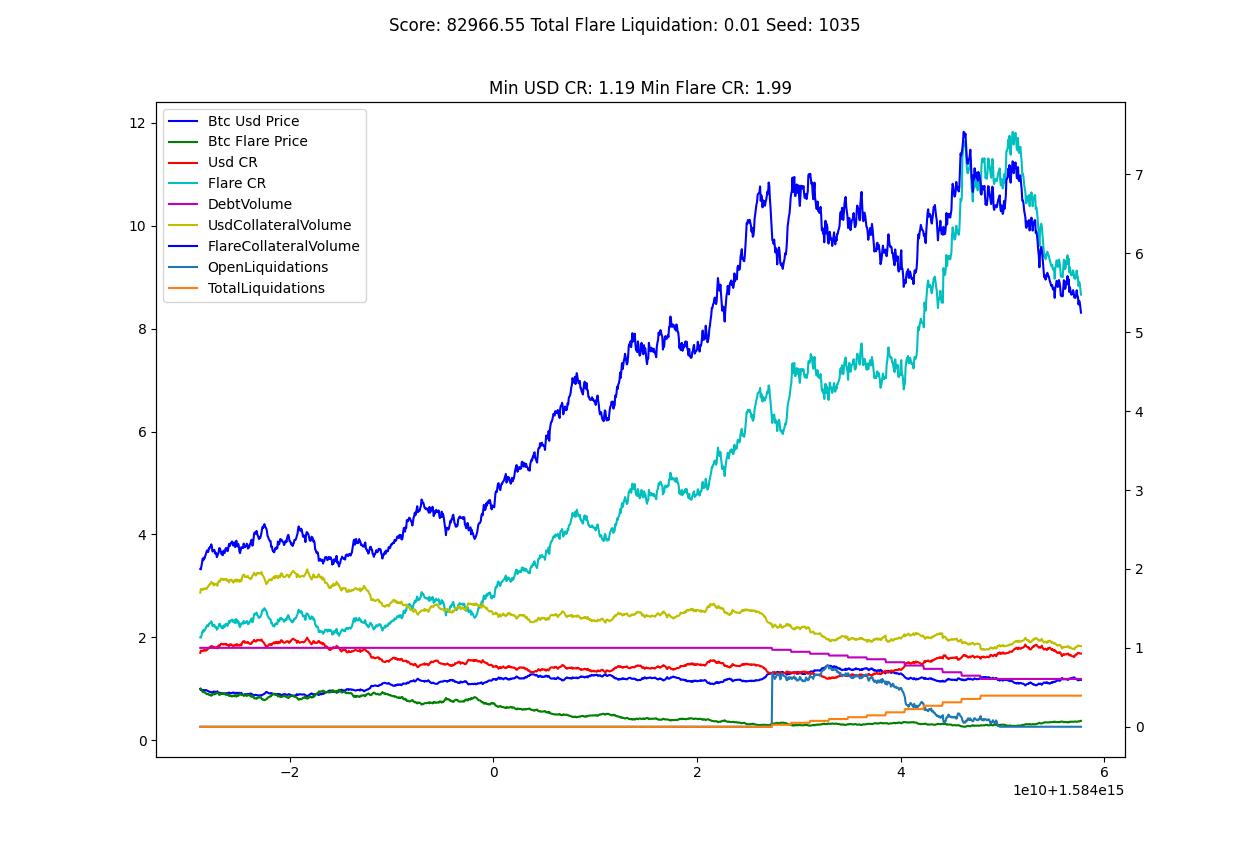 Score: 82966.55 Total Flare Liquidation: 0.01 Seed: 1035
Min USD CR: 1.19 Min Flare CR: 1.99
Btc Usd Price
Btc Flare Price
Usd CR
Flare CR
DebtVolume
UsdCollateralVolume
FlareCollateralVolume
OpenLiquidations
TotalLiquidations
12
10
8
6
4
2
0
7
6
5
4
3
2
1
0
−2
0
2
4
6
1e10+1.584e15